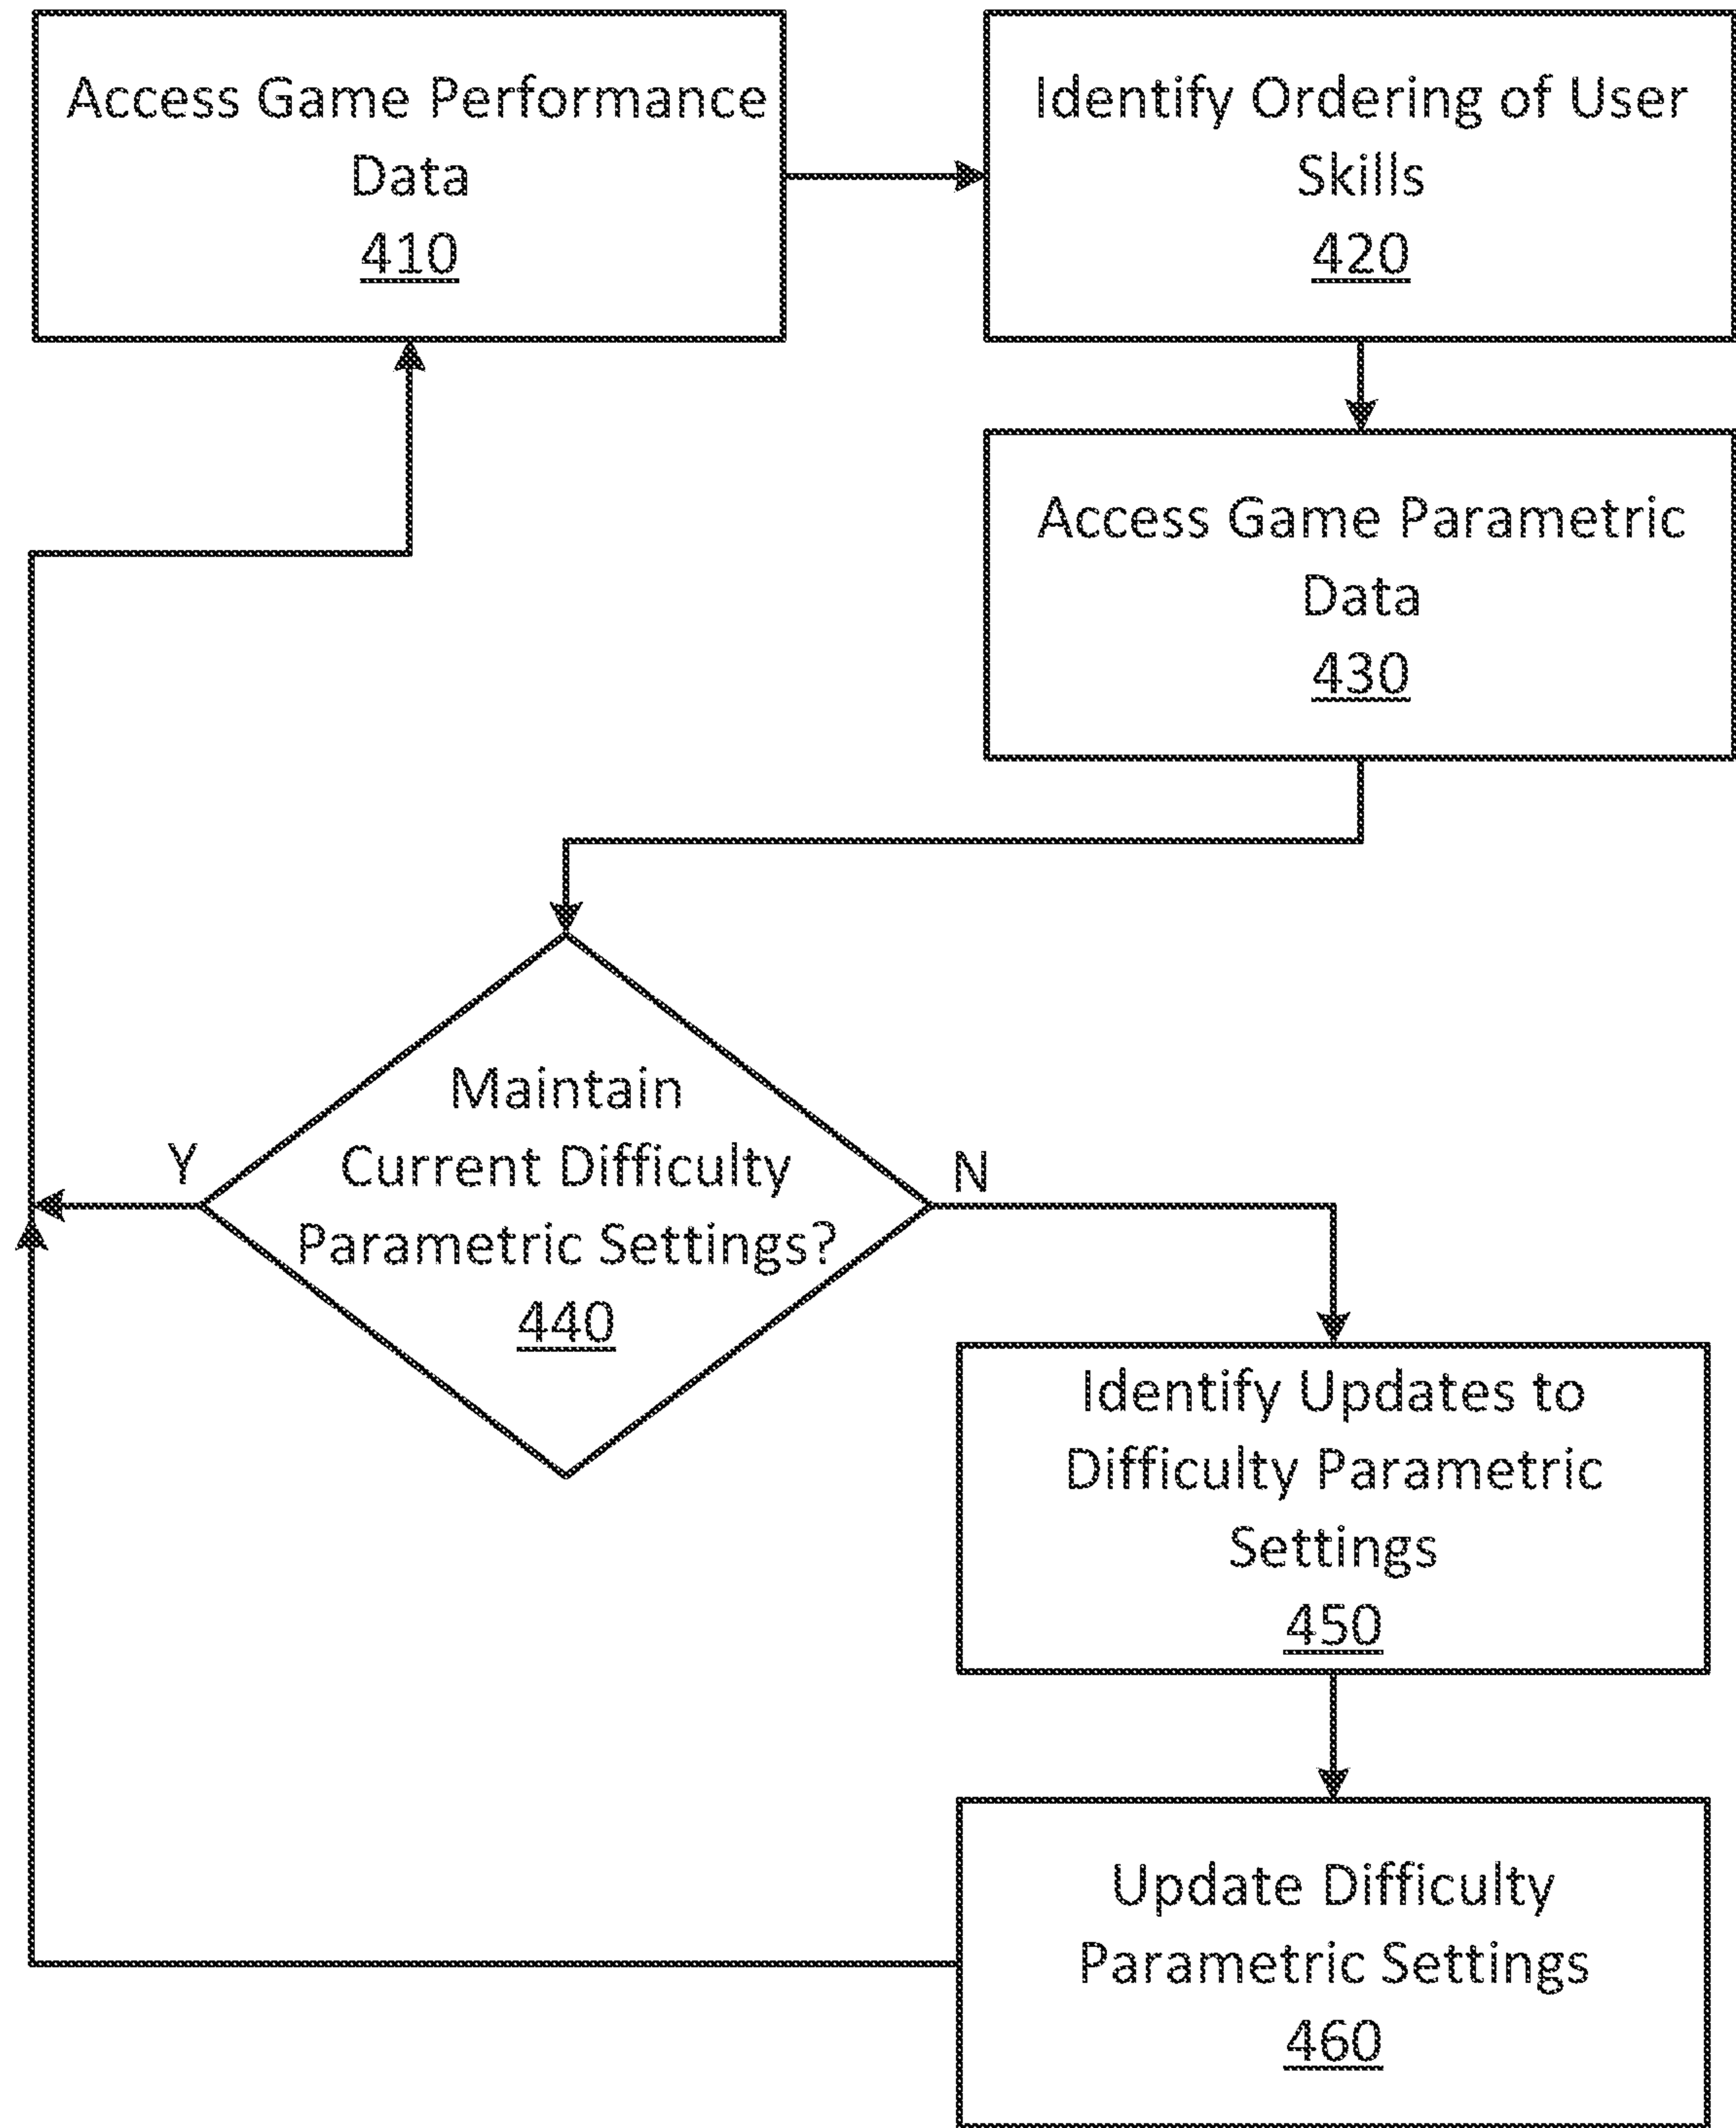 Access Game Performance
Data
410
Identify Ordering of User
Skills
420
Access Game Parametric
Data
430
Maintain
Current Difficulty
Parametric Settings?
440
Y
N
Identify Updates to
Difficulty Parametric
Settings
450
Update Difficulty
Parametric Settings
460